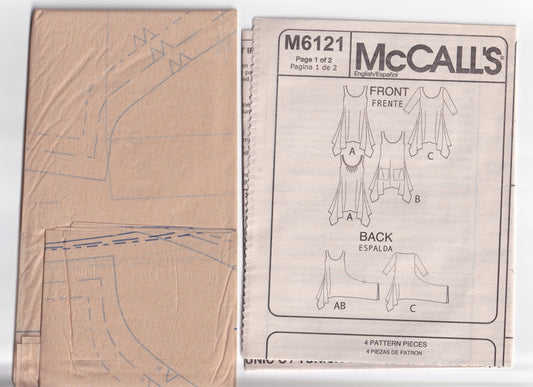 M6121
Page 1 of 2
Pagina 1 de 2
McCALL'S
English/Español
FRONT
FRENTE
A
C
B
A
BACK
ESPALDA
AB
C
4 PATTERN PIECES
4 PIEZAS DE PATRON